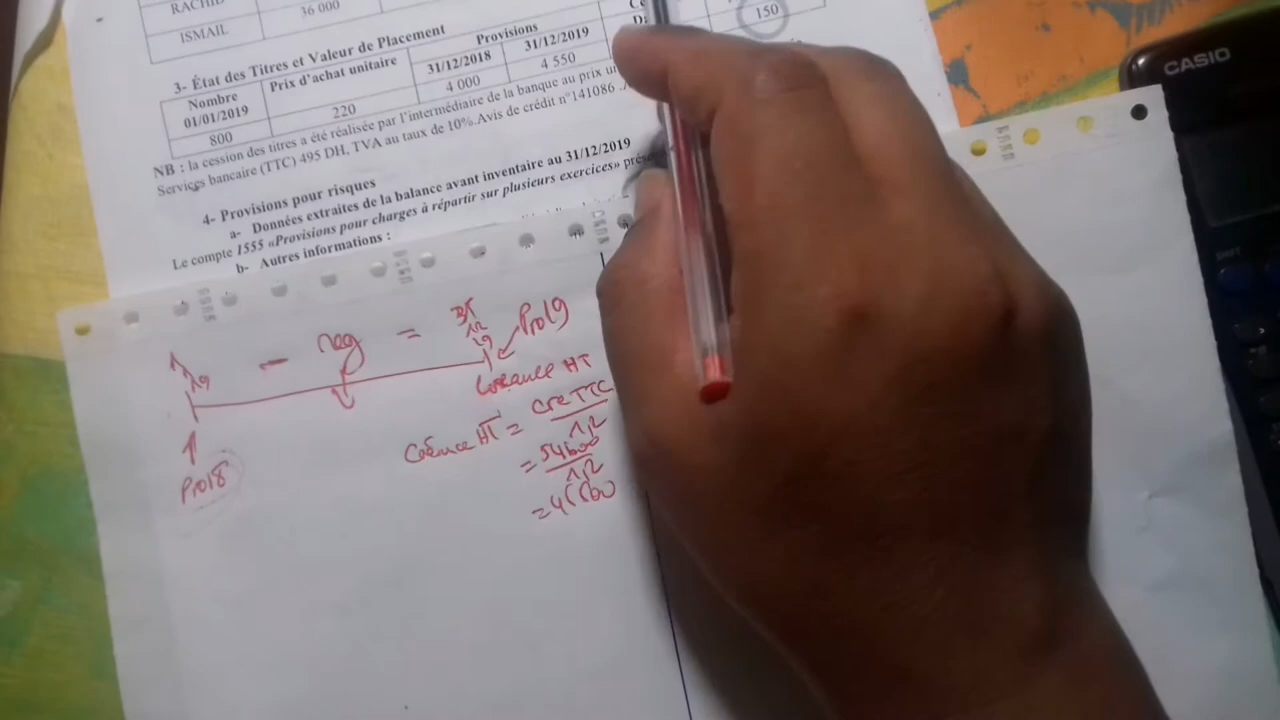 RACHID
36 000
ISMAIL
150
3- État des Titres et Valeur de Placement
Nombre
01/01/2019
Prix d'achat unitaire
Provisions
31/12/2018
31/12/2019
800
220
4 000
4 550
NB : la cession des titres a été réalisée par l'intermédiaire de la banque au prix
Services bancaire (TTC) 495 DH, TVA au taux de 10%.Avis de crédit n°141086
4- Provisions pour risques
a- Données extraites de la balance avant inventaire au 31/12/2019
Le compte 1555 «Provisions pour charges à répartir sur plusieurs exercices»
b- Autres informations :
CASIO
SHIFT
- reg =
Pro19
Pro18
Créance HT
Créance HT = Cre TTC
1,2
= 54600
1,2